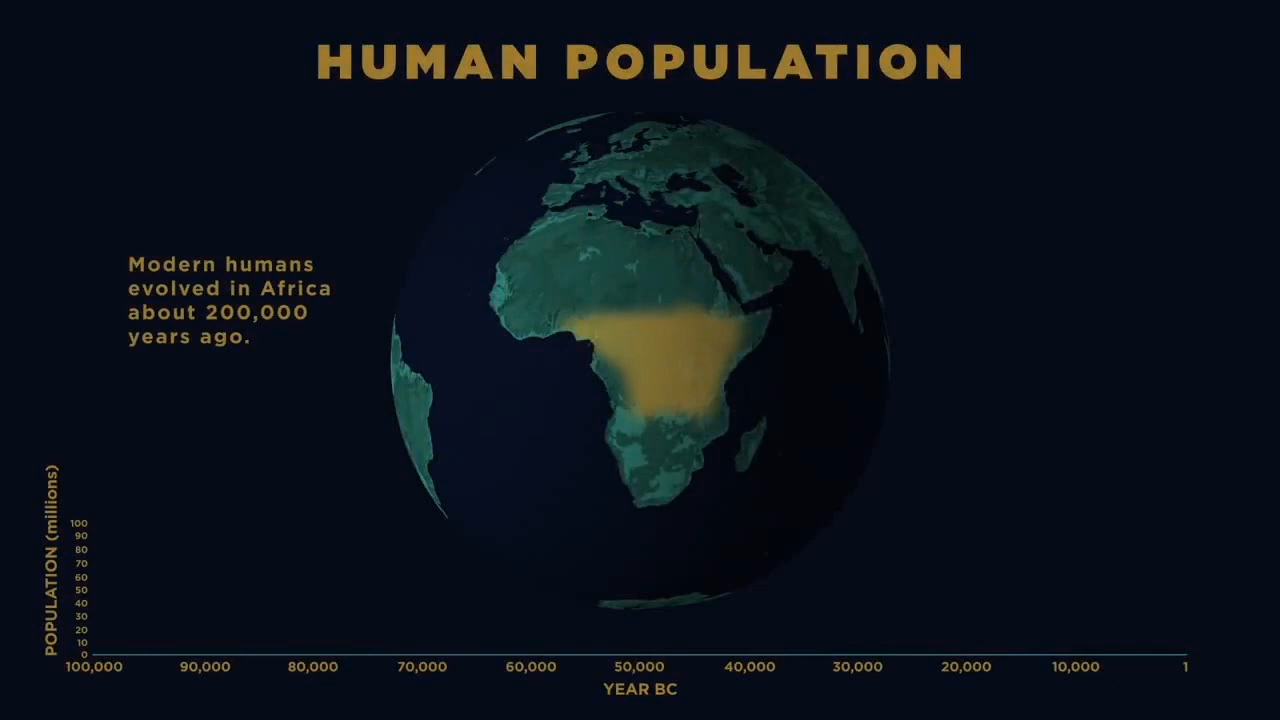 HUMAN POPULATION
Modern humans
evolved in Africa
about 200,000
years ago.
POPULATION (millions)
100
90
80
70
60
50
40
30
20
10
0
100,000 90,000 80,000 70,000 60,000 50,000 40,000 30,000 20,000 10,000 1
YEAR BC